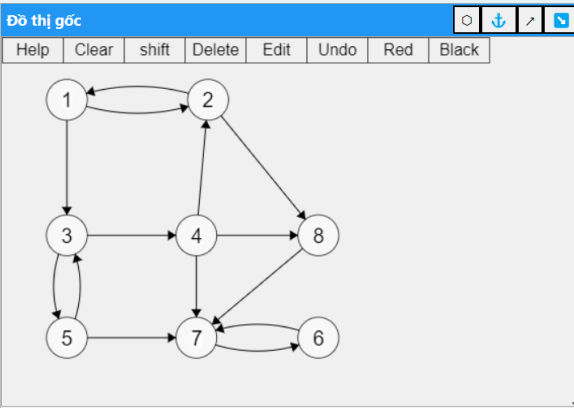 Đồ thị gốc
Help Clear shift Delete Edit Undo Red Black
1 2
3 4 8
5 7 6